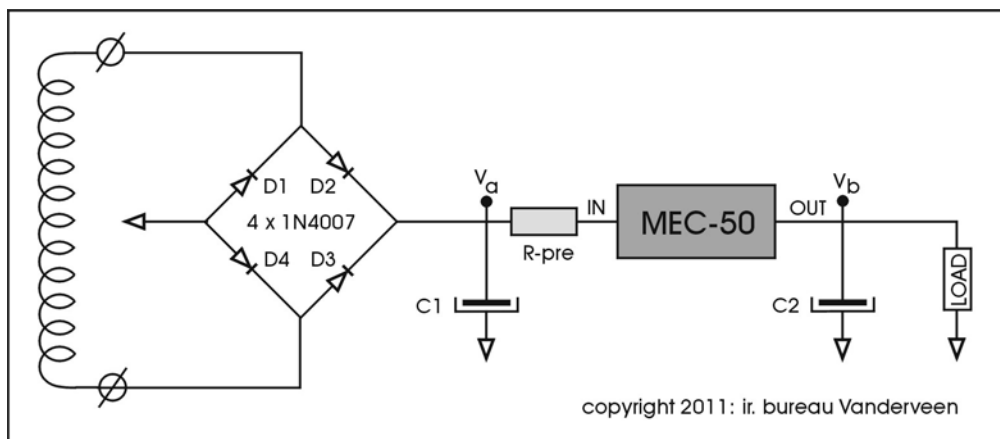 D1 D2
4 x 1N4007
D4 D3
Va
R-pre
IN
MEC-50
OUT
Vb
C1
C2
LOAD
copyright 2011: ir. bureau Vanderveen